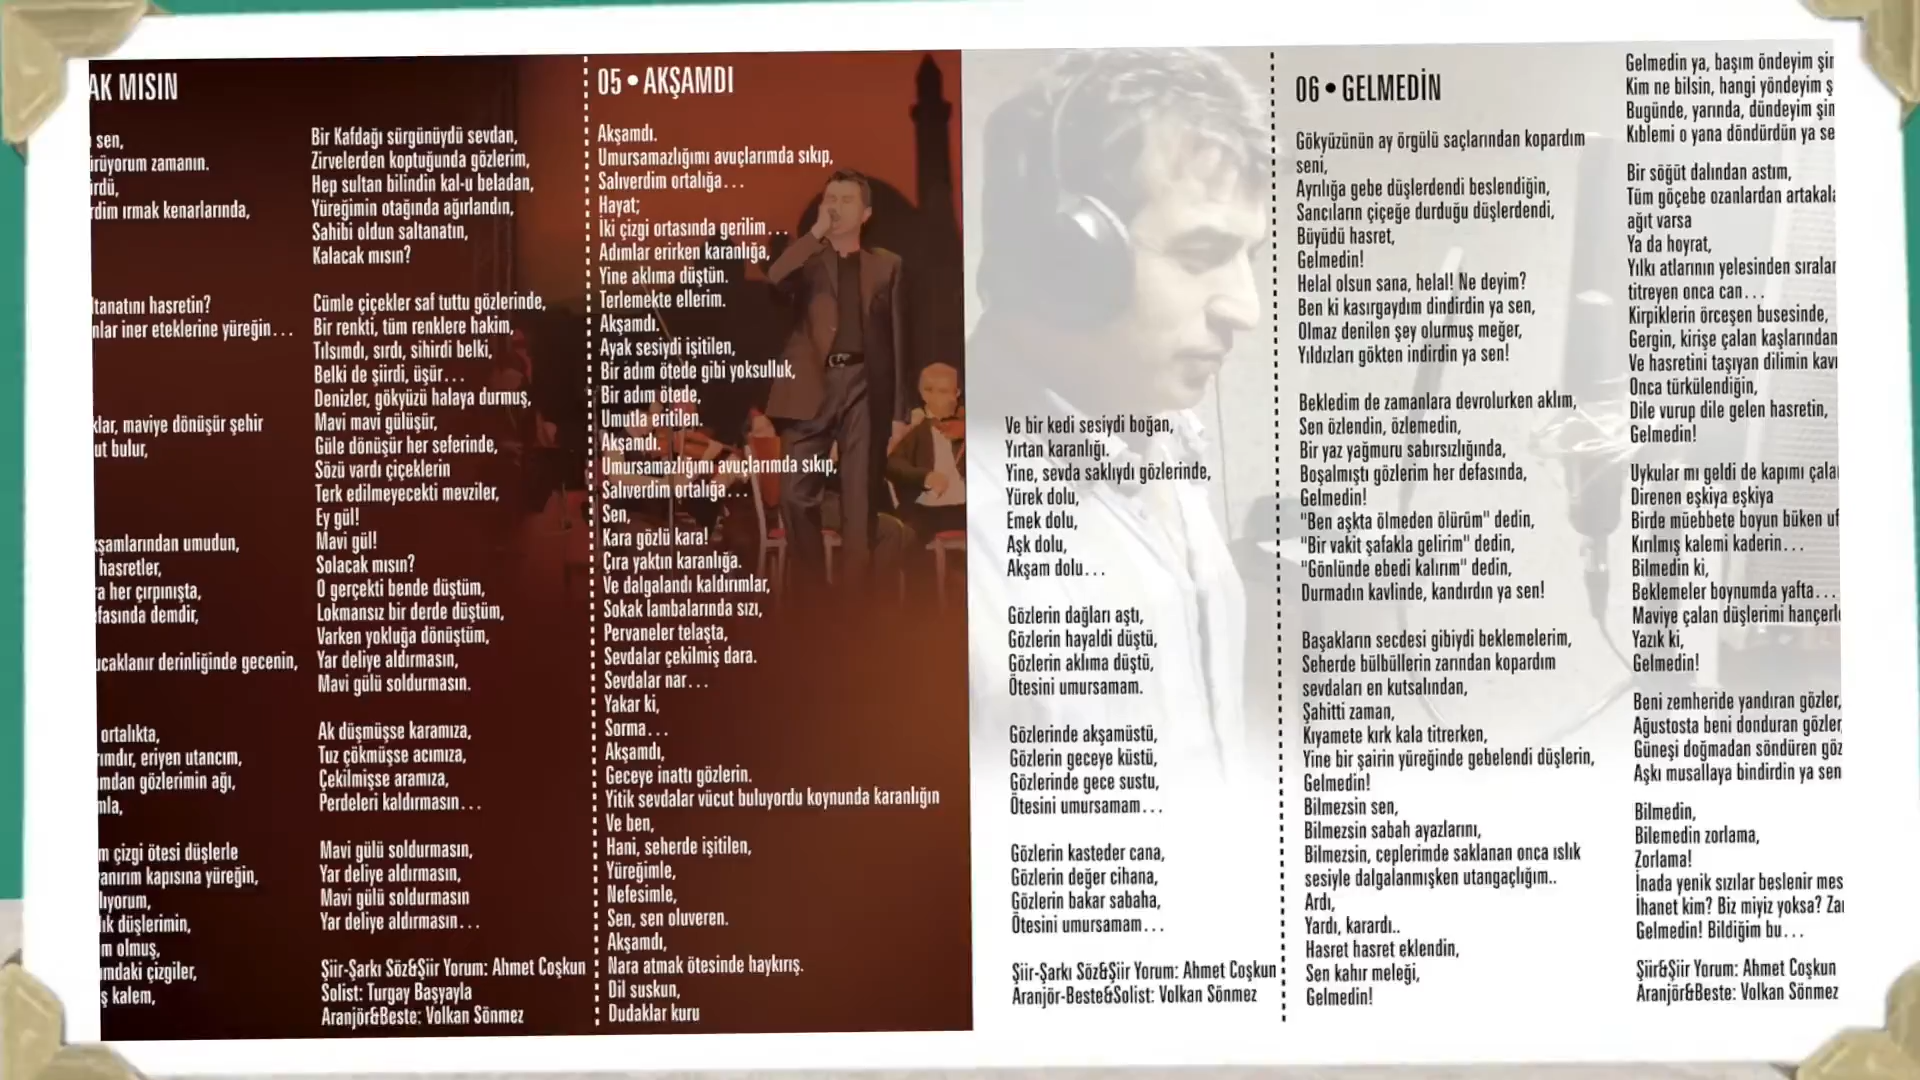 AK MISIN
sen,
rüyorum zamanın.
rdü,
rdim ırmak kenarlarında,
ltanatını hasretin?
nlar iner eteklerine yüreğin...
klar, maviye dönüşür şehir
ut bulur,
kşamlarından umudun,
hasretler,
a her çırpınışta,
fasında demdir,
ucaklanır derinliğinde gecenin,
ortalıkta,
rımdır, eriyen utancım,
mdan gözlerimin ağı,
mla,
m çizgi ötesi düşlerle
anırım kapısına yüreğin,
lıyorum,
lık düşlerimin,
m olmuş,
mdaki çizgiler,
ş kalem,
Bir Kafdağı sürgünüydü sevdan,
Zirvelerden koptuğunda gözlerim,
Hep sultan bilindin kal-u beladan,
Yüreğimin otağında ağırlandın,
Sahibi oldun saltanatın,
Kalacak mısın?
Cümle çiçekler saf tuttu gözlerinde,
Bir renkti, tüm renklere hakim,
Tılsımdı, sırdı, sihirdi belki,
Belki de şiirdi, üşür...
Denizler, gökyüzü halaya durmuş,
Mavi mavi gülüşür,
Güle dönüşür her seferinde,
Sözü vardı çiçeklerin
Terk edilmeyecekti mevziler,
Ey gül!
Mavi gül!
Solacak mısın?
O gerçekti bende düştüm,
Lokmansız bir derde düştüm,
Varken yokluğa dönüştüm,
Yar deliye aldırmasın,
Mavi gülü soldurmasın.
Ak düşmüşse karamıza,
Tuz çökmüşse acımıza,
Çekilmişse aramıza,
Perdeleri kaldırmasın...
Mavi gülü soldurmasın,
Yar deliye aldırmasın,
Mavi gülü soldurmasın
Yar deliye aldırmasın...
Şiir-Şarkı Söz&Şiir Yorum: Ahmet Coşkun
Solist: Turgay Başyayla
Aranjör&Beste: Volkan Sönmez
05 • AKŞAMDI
Akşamdı.
Umursamazlığımı avuçlarımda sıkıp,
Salıverdim ortalığa...
Hayat;
İki çizgi ortasında gerilim...
Adımlar erirken karanlığa,
Yine aklıma düştün.
Terlemekte ellerim.
Akşamdı.
Ayak sesiydi işitilen,
Bir adım ötede gibi yoksulluk,
Bir adım ötede,
Umutla eritilen.
Akşamdı.
Umursamazlığımı avuçlarımda sıkıp,
Salıverdim ortalığa...
Sen,
Kara gözlü kara!
Çıra yaktın karanlığa.
Ve dalgalandı kaldırımlar,
Sokak lambalarında sızı,
Pervaneler telaşta,
Sevdalar çekilmiş dara.
Sevdalar nar...
Yakar ki,
Sorma...
Akşamdı,
Geceye inattı gözlerin.
Yitik sevdalar vücut buluyordu koynunda karanlığın
Ve ben,
Hani, seherde işitilen,
Yüreğimle,
Nefesimle,
Sen, sen oluveren.
Akşamdı,
Nara atmak ötesinde haykırış.
Dil suskun,
Dudaklar kuru
Ve bir kedi sesiydi boğan,
Yırtan karanlığı.
Yine, sevda saklıydı gözlerinde,
Yürek dolu,
Emek dolu,
Aşk dolu,
Akşam dolu...
Gözlerin dağları aştı,
Gözlerin hayaldi düştü,
Gözlerin aklıma düştü,
Ötesini umursamam.
Gözlerinde akşamüstü,
Gözlerin geceye küstü,
Gözlerinde gece sustu,
Ötesini umursamam...
Gözlerin kasteder cana,
Gözlerin değer cihana,
Gözlerin bakar sabaha,
Ötesini umursamam...
Şiir-Şarkı Söz&Şiir Yorum: Ahmet Coşkun
Aranjör-Beste&Solist: Volkan Sönmez
06 • GELMEDİN
Gökyüzünün ay örgülü saçlarından kopardım
seni,
Ayrılığa gebe düşlerdendi beslendiğin,
Sancıların çiçeğe durduğu düşlerdendi,
Büyüdü hasret,
Gelmedin!
Helal olsun sana, helal! Ne deyim?
Ben ki kasırgaydım dindirdin ya sen,
Olmaz denilen şey olurmuş meğer,
Yıldızları gökten indirdin ya sen!
Bekledim de zamanlara devrolurken aklım,
Sen özlendin, özlemedin,
Bir yaz yağmuru sabırsızlığında,
Boşalmıştı gözlerim her defasında,
Gelmedin!
"Ben aşkta ölmeden ölürüm" dedin,
"Bir vakit şafakla gelirim" dedin,
"Gönlünde ebedi kalırım" dedin,
Durmadın kavlinde, kandırdın ya sen!
Başakların secdesi gibiydi beklemelerim,
Seherde bülbüllerin zarından kopardım
sevdaları en kutsalından,
Şahitti zaman,
Kıyamete kırk kala titrerken,
Yine bir şairin yüreğinde gebelendi düşlerin,
Gelmedin!
Bilmezsin sen,
Bilmezsin sabah ayazlarını,
Bilmezsin, ceplerimde saklanan onca ıslık
sesiyle dalgalanmışken utangaçlığım..
Ardı,
Yardı, karardı..
Hasret hasret eklendin,
Sen kahır meleği,
Gelmedin!
Gelmedin ya, başım öndeyim şin
Kim ne bilsin, hangi yöndeyim ş
Bugünde, yarında, dündeyim şin
Kıblemi o yana döndürdün ya se
Bir söğüt dalından astım,
Tüm göçebe ozanlardan artakala
ağıt varsa
Ya da hoyrat,
Yılkı atlarının yelesinden sıralar
titreyen onca can...
Kirpiklerin örceşen busesinde,
Gergin, kirişe çalan kaşlarından
Ve hasretini taşıyan dilimin kavı
Onca türkülendiğin,
Dile vurup dile gelen hasretin,
Gelmedin!
Uykular mı geldi de kapımı çalaı
Direnen eşkiya eşkiya
Birde müebbete boyun büken uf
Kırılmış kalemi kaderin...
Bilmedin ki,
Beklemeler boynumda yafta...
Maviye çalan düşlerimi hançerle
Yazık ki,
Gelmedin!
Beni zemheride yandıran gözler,
Ağustosta beni donduran gözler
Güneşi doğmadan söndüren göz
Aşkı musallaya bindirdin ya sen
Bilmedin,
Bilemedin zorlama,
Zorlama!
İnada yenik sızılar beslenir mes
İhanet kim? Biz miyiz yoksa? Za
Gelmedin! Bildiğim bu...
Şiir&Şiir Yorum: Ahmet Coşkun
Aranjör&Beste: Volkan Sönmez